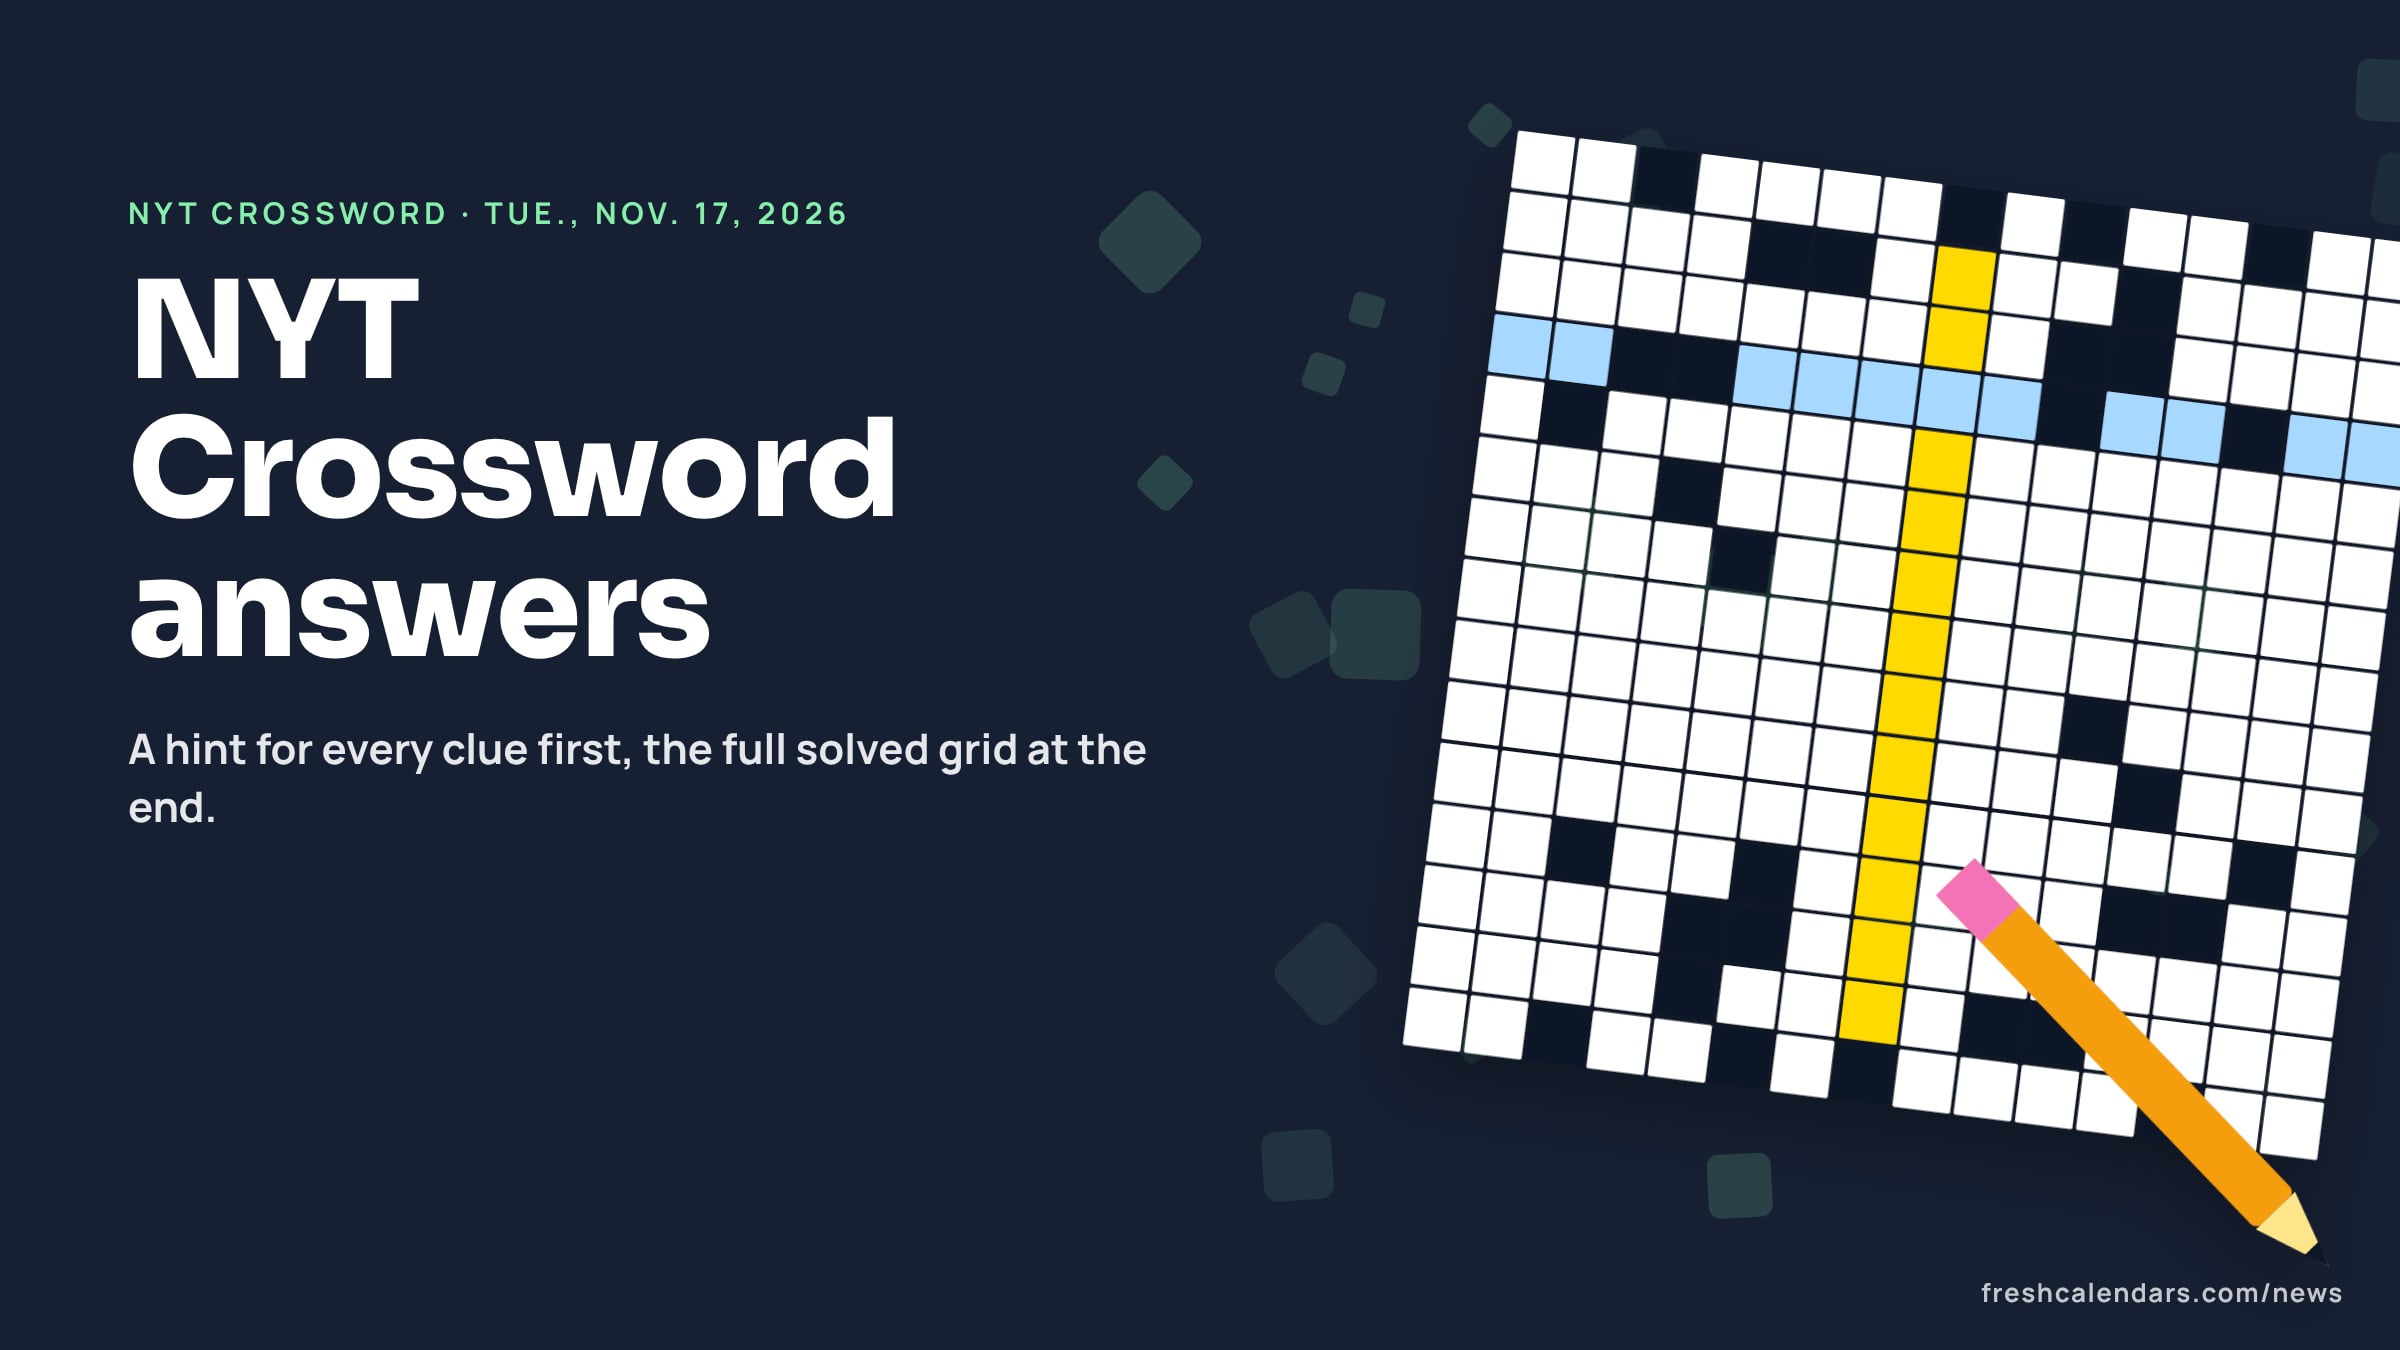 NYT CROSSWORD · TUE., NOV. 17, 2026
NYT
Crossword
answers
A hint for every clue first, the full solved grid at the
end.
freshcalendars.com/news